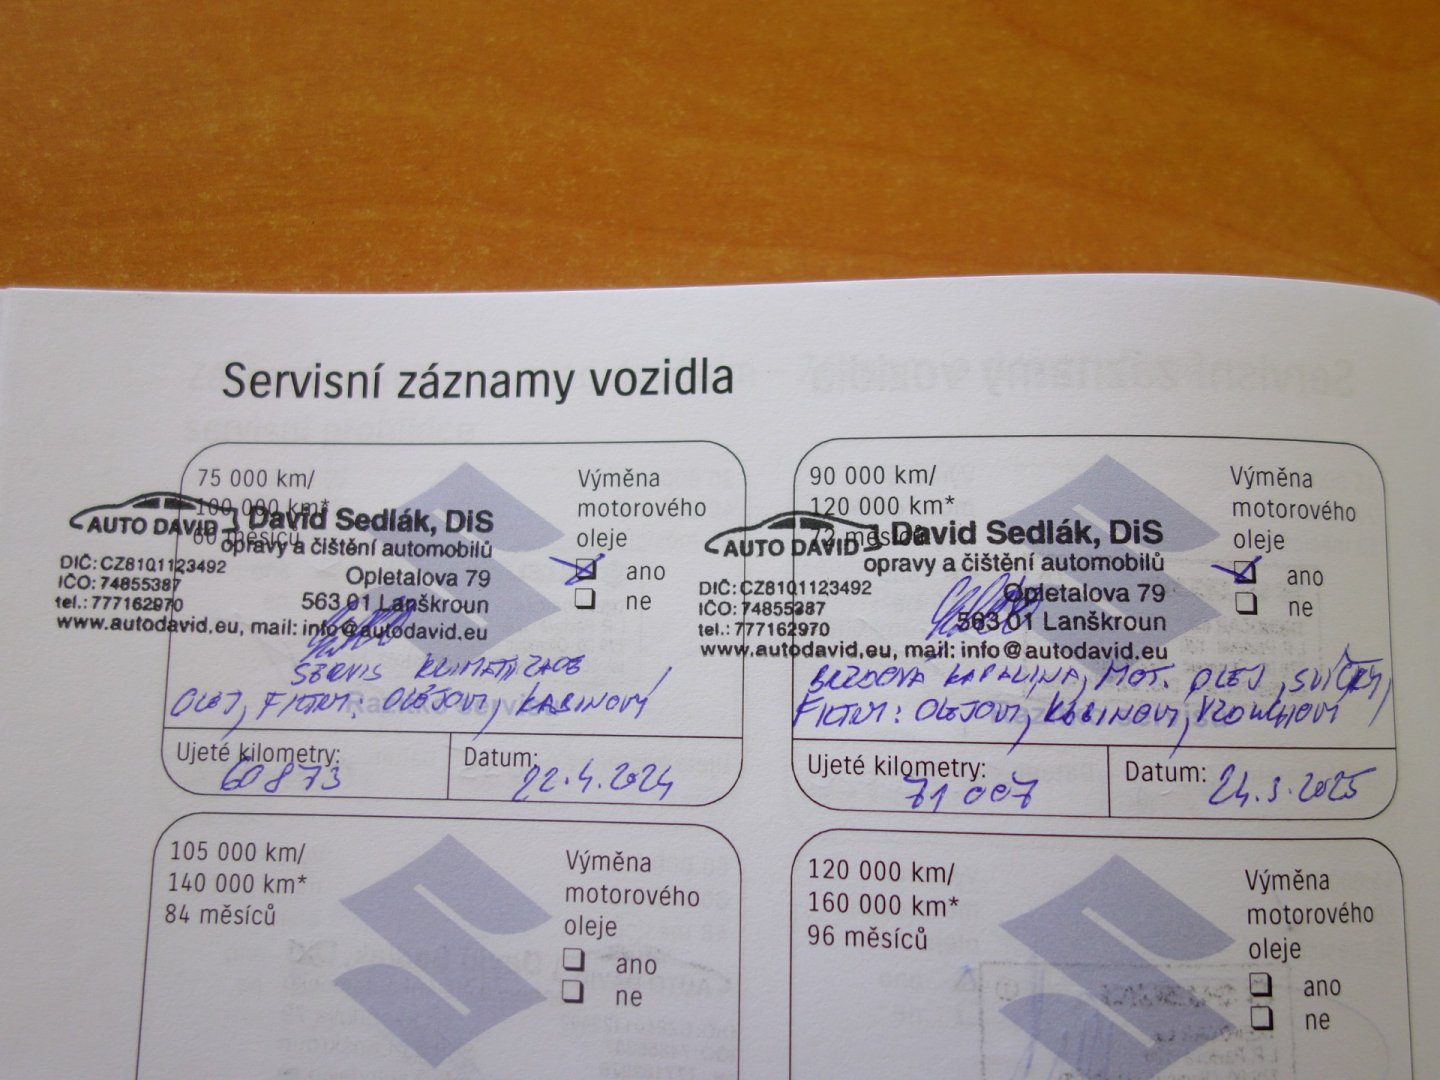 Servisní záznamy vozidla
75 000 km/
100 000 km*
60 měsíců
Výměna
motorového
oleje
ano
ne
AUTO DAVID
David Sedlák, DiS
opravy a čištění automobilů
DIČ: CZ8101123492
Opletalova 79
IČO: 74855387
563 01 Lanškroun
tel.: 777162970
www.autodavid.eu, mail: info@autodavid.eu
SERVIS KLIMATIZACE
OLEJ, FILTRY: OLEJOVÝ, KABINOVÝ
Ujeté kilometry:
60873
Datum:
22.4.2024
90 000 km/
120 000 km*
72 měsíců
Výměna
motorového
oleje
ano
ne
AUTO DAVID
David Sedlák, DiS
opravy a čištění automobilů
DIČ: CZ8101123492
Opletalova 79
IČO: 74855387
563 01 Lanškroun
tel.: 777162970
www.autodavid.eu, mail: info@autodavid.eu
BRZDOVÁ KAPALINA, MOT. OLEJ, SVÍČKY,
FILTRY: OLEJOVÝ, KABINOVÝ, VZDUCHOVÝ
Ujeté kilometry:
71 007
Datum:
24.3.2025
105 000 km/
140 000 km*
84 měsíců
Výměna
motorového
oleje
ano
ne
120 000 km/
160 000 km*
96 měsíců
Výměna
motorového
oleje
ano
ne